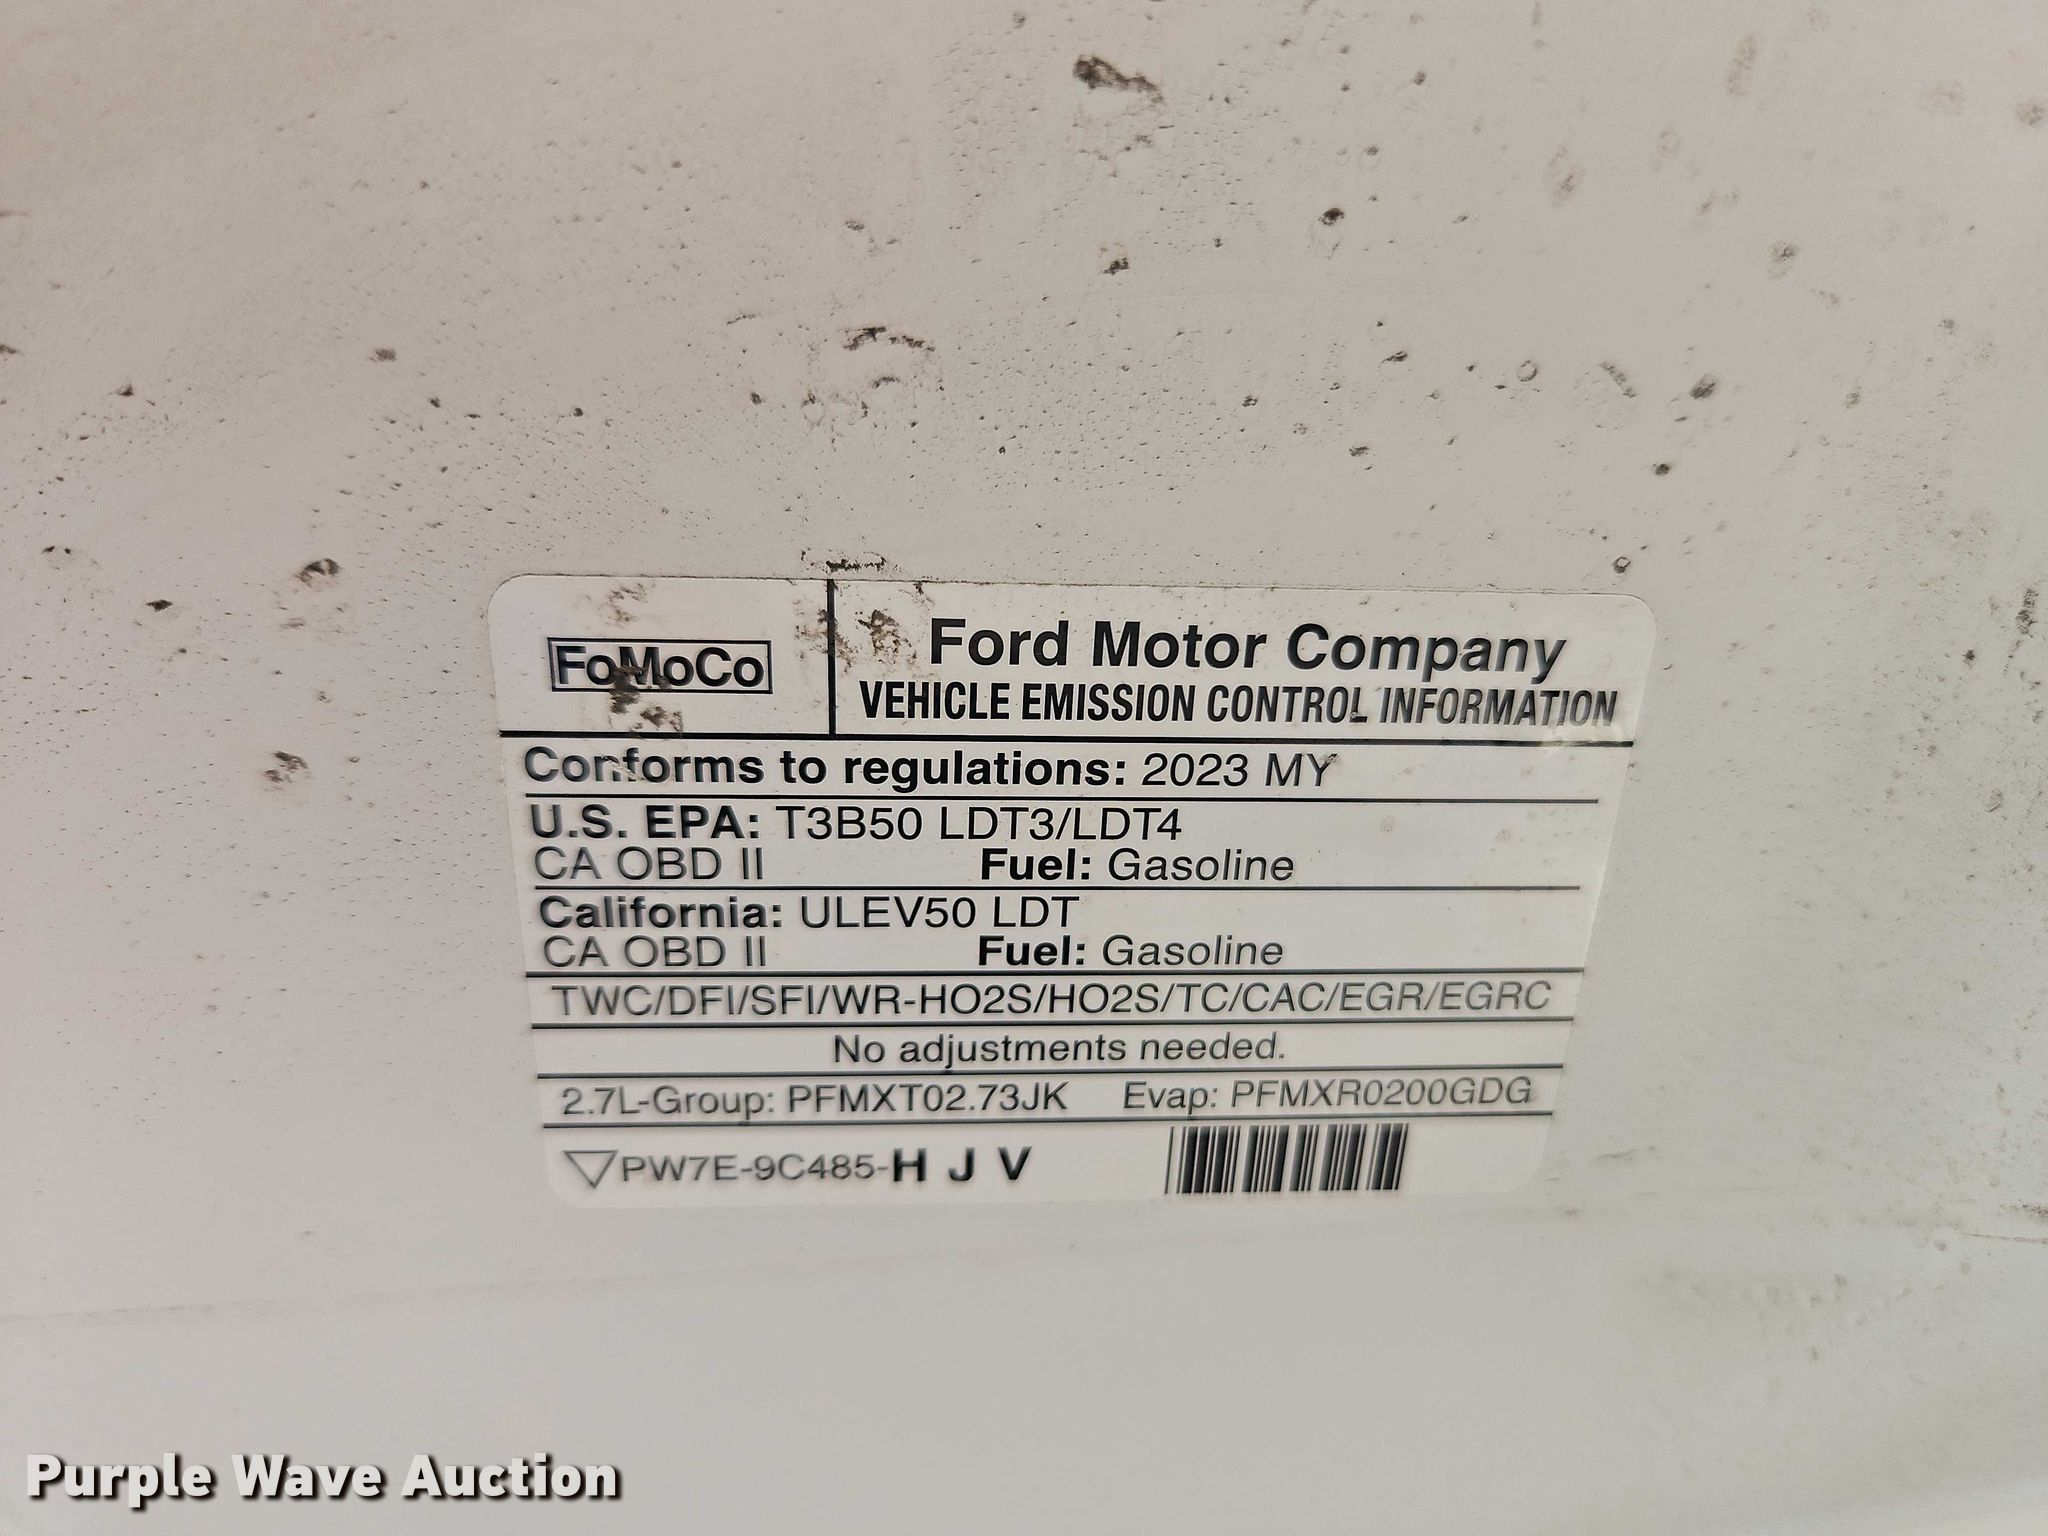 FoMoCo
Ford Motor Company
VEHICLE EMISSION CONTROL INFORMATION
Conforms to regulations: 2023 MY
U.S. EPA: T3B50 LDT3/LDT4
CA OBD II Fuel: Gasoline
California: ULEV50 LDT
CA OBD II Fuel: Gasoline
TWC/DFI/SFI/WR-HO2S/HO2S/TC/CAC/EGR/EGRC
No adjustments needed.
2.7L-Group: PFMXT02.73JK Evap: PFMXR0200GDG
PW7E-9C485-H J V
Purple Wave Auction